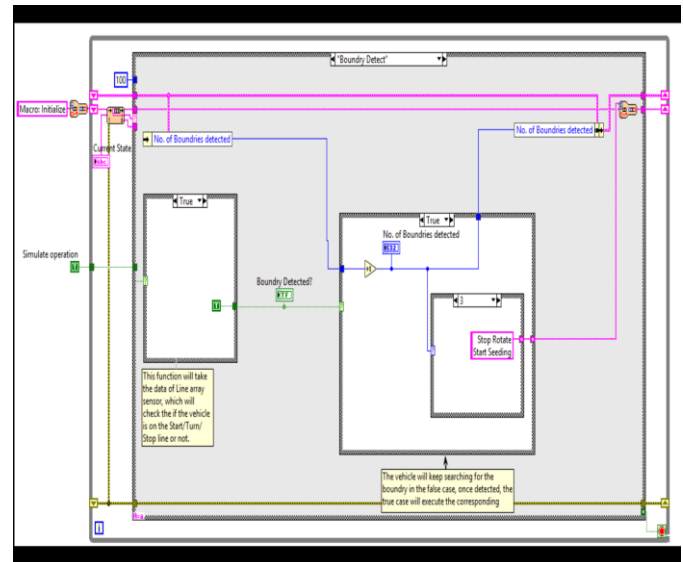 "Boundry Detect"
100
Macro: Initialize
No. of Boundries detected
No. of Boundries detected
Current State
abc
True
True
No. of Boundries detected
I32
Simulate operation
TF
Boundry Detected?
TF
T
3
Stop Rotate
Start Seeding
This function will take
the data of Line array
sensor, which will
check the if the vehicle
is on the Start/Turn/
Stop line or not.
The vehicle will keep searching for the
boundry in the false case, once detected, the
true case will execute the corresponding
i